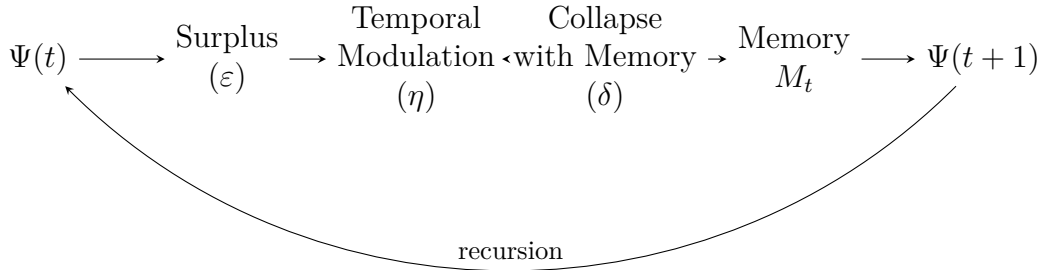 Ψ(t)
Surplus
(ε)
Temporal
Modulation
(η)
Collapse
with Memory
(δ)
Memory
M_t
Ψ(t + 1)
recursion